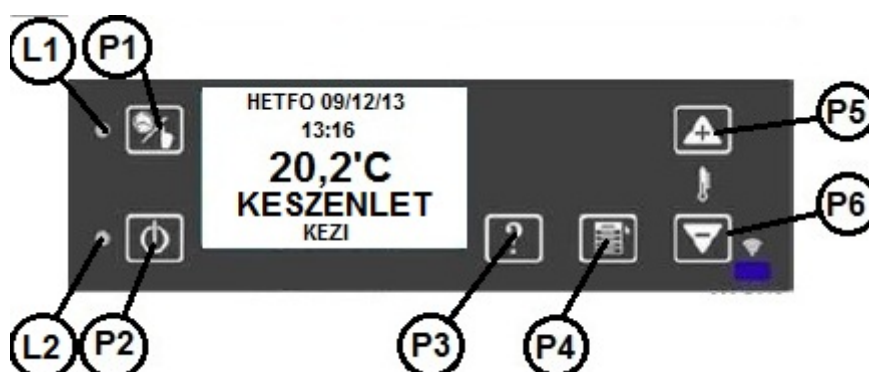 L1
P1
HETFO 09/12/13
13:16
20,2'C
KESZENLET
KEZI
P5
P6
?
L2
P2
P3
P4